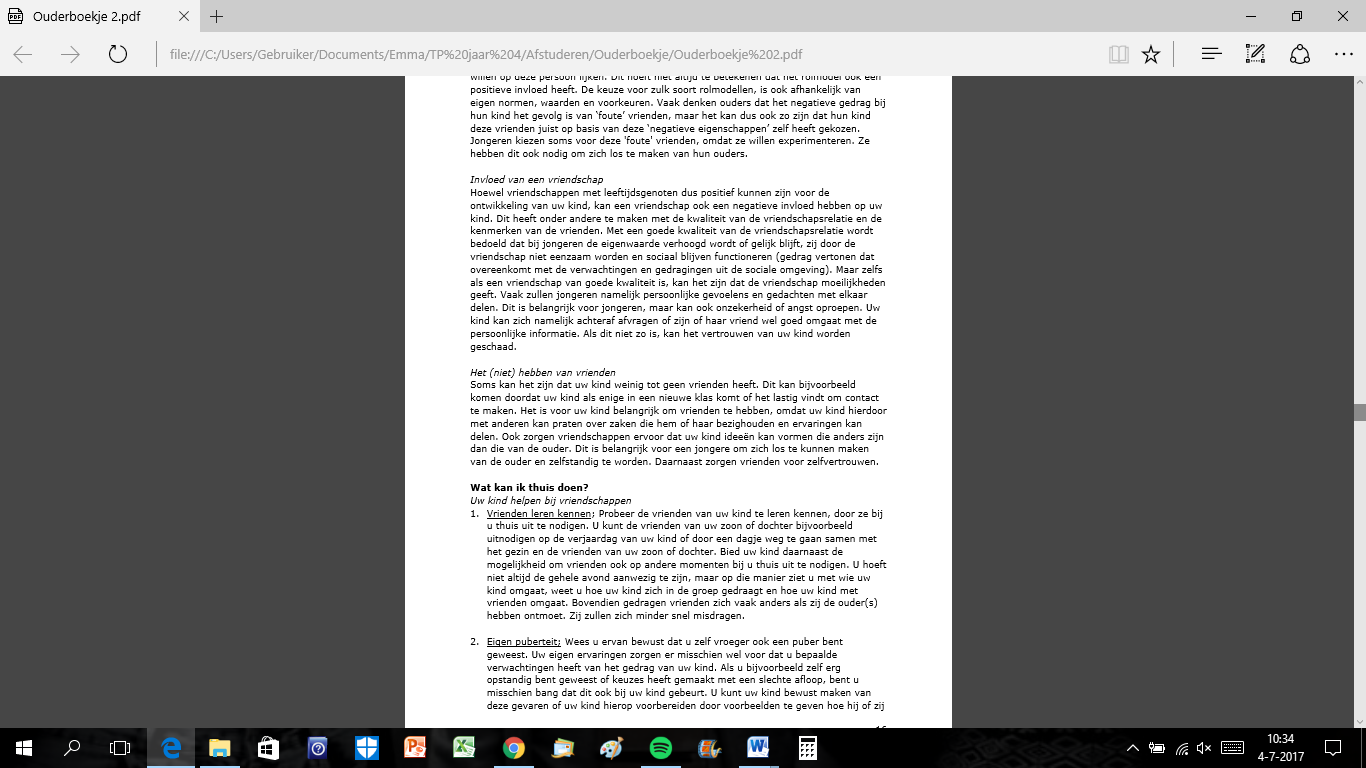 Ouderboekje 2.pdf
file:///C:/Users/Gebruiker/Documents/Emma/TP%20jaar%204/Afstuderen/Ouderboekje/Ouderboekje%202.pdf
willen op deze persoon lijken. Dit hoeft niet altijd te betekenen dat het rolmodel ook een
positieve invloed heeft. De keuze voor zulk soort rolmodellen, is ook afhankelijk van
eigen normen, waarden en voorkeuren. Vaak denken ouders dat het negatieve gedrag bij
hun kind het gevolg is van ‘foute’ vrienden, maar het kan dus ook zo zijn dat hun kind
deze vrienden juist op basis van deze ‘negatieve eigenschappen’ zelf heeft gekozen.
Jongeren kiezen soms voor deze 'foute' vrienden, omdat ze willen experimenteren. Ze
hebben dit ook nodig om zich los te maken van hun ouders.
Invloed van een vriendschap
Hoewel vriendschappen met leeftijdsgenoten dus positief kunnen zijn voor de
ontwikkeling van uw kind, kan een vriendschap ook een negatieve invloed hebben op uw
kind. Dit heeft onder andere te maken met de kwaliteit van de vriendschapsrelatie en de
kenmerken van de vrienden. Met een goede kwaliteit van de vriendschapsrelatie wordt
bedoeld dat bij jongeren de eigenwaarde verhoogd wordt of gelijk blijft, zij door de
vriendschap niet eenzaam worden en sociaal blijven functioneren (gedrag vertonen dat
overeenkomt met de verwachtingen en gedragingen uit de sociale omgeving). Maar zelfs
als een vriendschap van goede kwaliteit is, kan het zijn dat de vriendschap moeilijkheden
geeft. Vaak zullen jongeren namelijk persoonlijke gevoelens en gedachten met elkaar
delen. Dit is belangrijk voor jongeren, maar kan ook onzekerheid of angst oproepen. Uw
kind kan zich namelijk achteraf afvragen of zijn of haar vriend wel goed omgaat met de
persoonlijke informatie. Als dit niet zo is, kan het vertrouwen van uw kind worden
geschaad.
Het (niet) hebben van vrienden
Soms kan het zijn dat uw kind weinig tot geen vrienden heeft. Dit kan bijvoorbeeld
komen doordat uw kind als enige in een nieuwe klas komt of het lastig vindt om contact
te maken. Het is voor uw kind belangrijk om vrienden te hebben, omdat uw kind hierdoor
met anderen kan praten over zaken die hem of haar bezighouden en ervaringen kan
delen. Ook zorgen vriendschappen ervoor dat uw kind ideeën kan vormen die anders zijn
dan die van de ouder. Dit is belangrijk voor een jongere om zich los te kunnen maken
van de ouder en zelfstandig te worden. Daarnaast zorgen vrienden voor zelfvertrouwen.
Wat kan ik thuis doen?
Uw kind helpen bij vriendschappen
1. Vrienden leren kennen; Probeer de vrienden van uw kind te leren kennen, door ze bij
u thuis uit te nodigen. U kunt de vrienden van uw zoon of dochter bijvoorbeeld
uitnodigen op de verjaardag van uw kind of door een dagje weg te gaan samen met
het gezin en de vrienden van uw zoon of dochter. Bied uw kind daarnaast de
mogelijkheid om vrienden ook op andere momenten bij u thuis uit te nodigen. U hoeft
niet altijd de gehele avond aanwezig te zijn, maar op die manier ziet u met wie uw
kind omgaat, weet u hoe uw kind zich in de groep gedraagt en hoe uw kind met
vrienden omgaat. Bovendien gedragen vrienden zich vaak anders als zij de ouder(s)
hebben ontmoet. Zij zullen zich minder snel misdragen.
2. Eigen puberteit; Wees u ervan bewust dat u zelf vroeger ook een puber bent
geweest. Uw eigen ervaringen zorgen er misschien wel voor dat u bepaalde
verwachtingen heeft van het gedrag van uw kind. Als u bijvoorbeeld zelf erg
opstandig bent geweest of keuzes heeft gemaakt met een slechte afloop, bent u
misschien bang dat dit ook bij uw kind gebeurt. U kunt uw kind bewust maken van
deze gevaren of uw kind hierop voorbereiden door voorbeelden te geven hoe hij of zij
10:34
4-7-2017